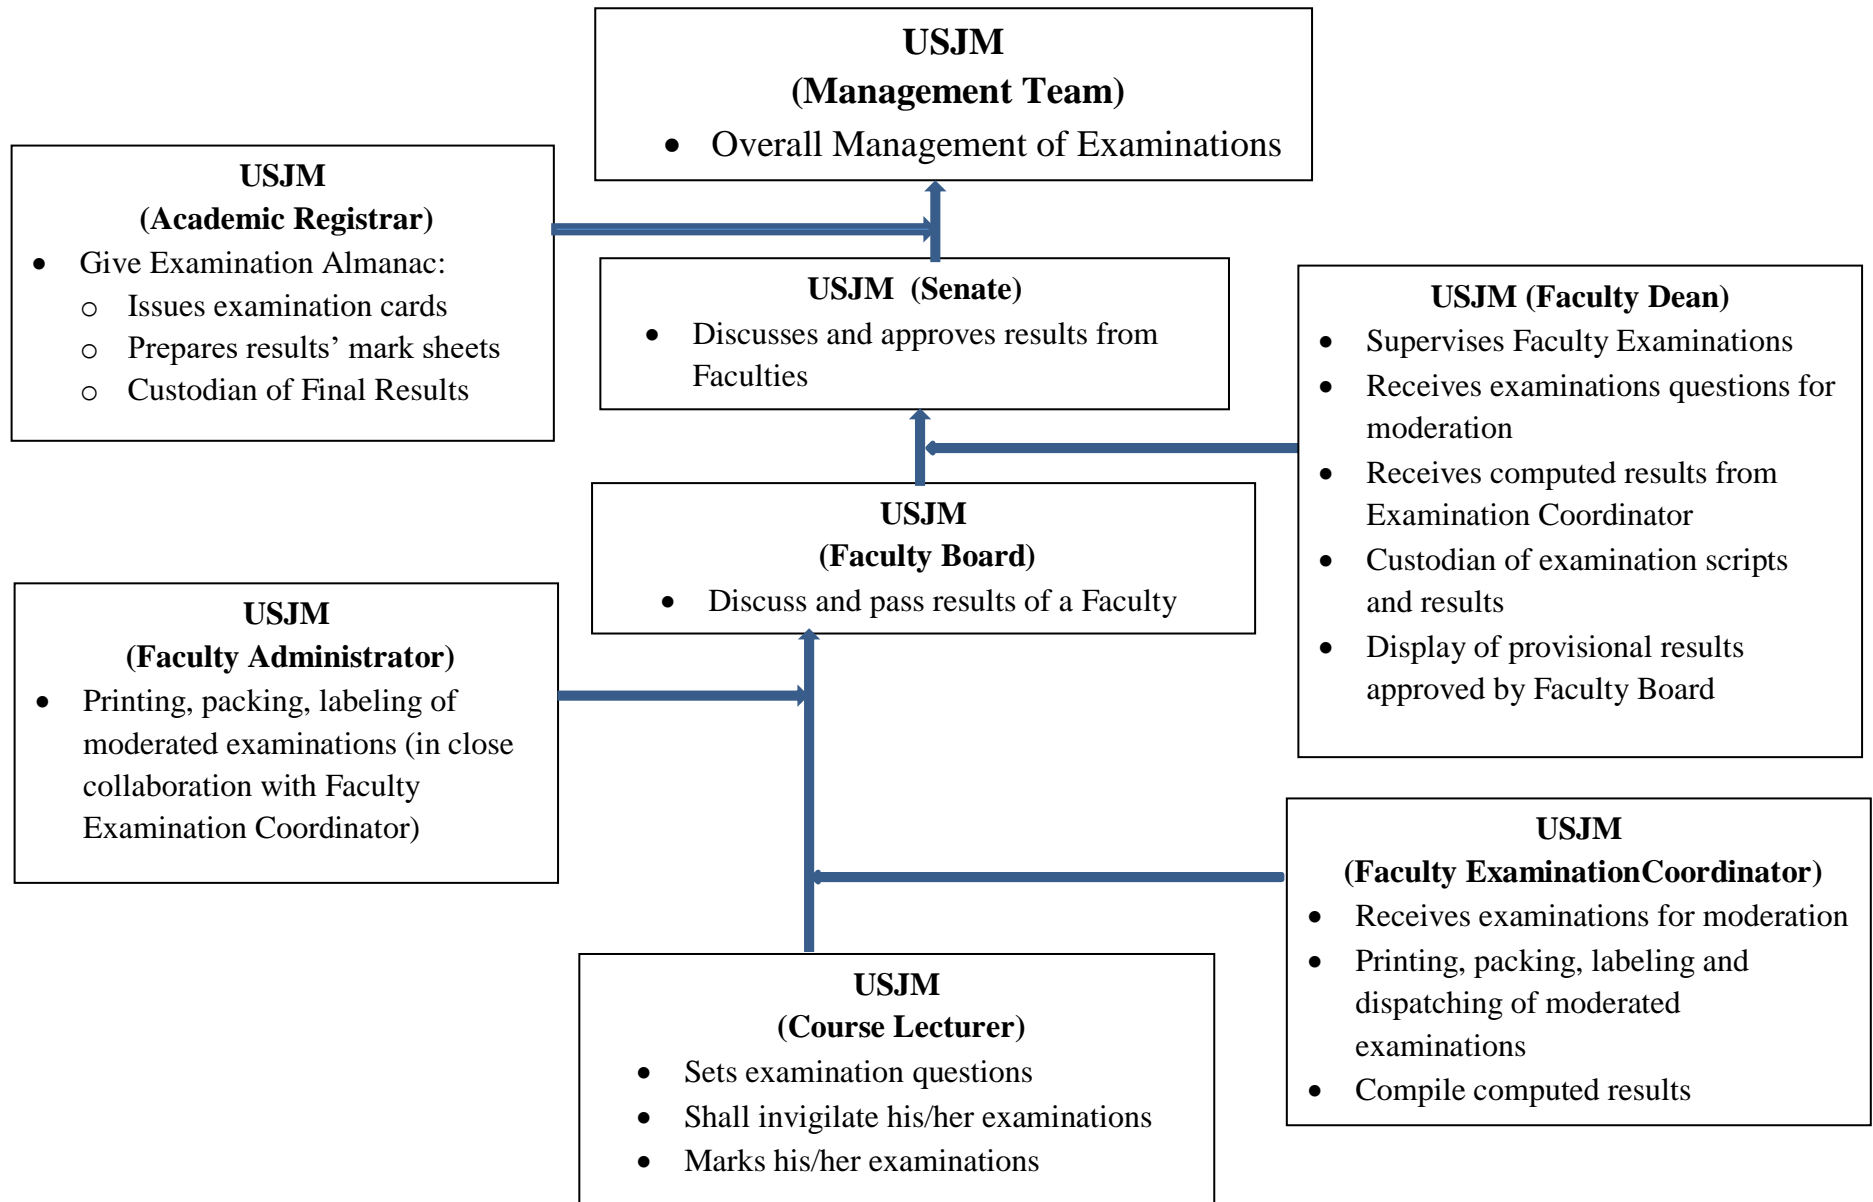 USJM
(Management Team)
• Overall Management of Examinations
USJM
(Academic Registrar)
• Give Examination Almanac:
o Issues examination cards
o Prepares results’ mark sheets
o Custodian of Final Results
USJM (Senate)
• Discusses and approves results from
Faculties
USJM (Faculty Dean)
• Supervises Faculty Examinations
• Receives examinations questions for
moderation
• Receives computed results from
Examination Coordinator
• Custodian of examination scripts
and results
• Display of provisional results
approved by Faculty Board
USJM
(Faculty Board)
• Discuss and pass results of a Faculty
USJM
(Faculty Administrator)
• Printing, packing, labeling of
moderated examinations (in close
collaboration with Faculty
Examination Coordinator)
USJM
(Faculty ExaminationCoordinator)
• Receives examinations for moderation
• Printing, packing, labeling and
dispatching of moderated
examinations
• Compile computed results
USJM
(Course Lecturer)
• Sets examination questions
• Shall invigilate his/her examinations
• Marks his/her examinations